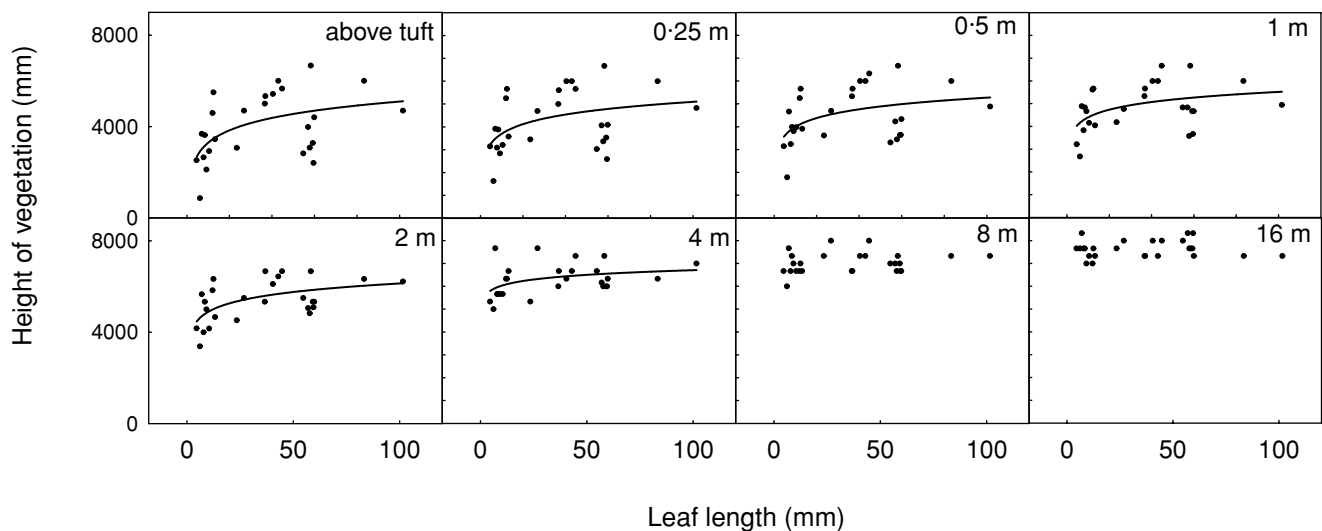 8000
4000
0
8000
4000
0
Height of vegetation (mm)
above tuft
0·25 m
0·5 m
1 m
2 m
4 m
8 m
16 m
0 50 100 0 50 100 0 50 100 0 50 100
Leaf length (mm)